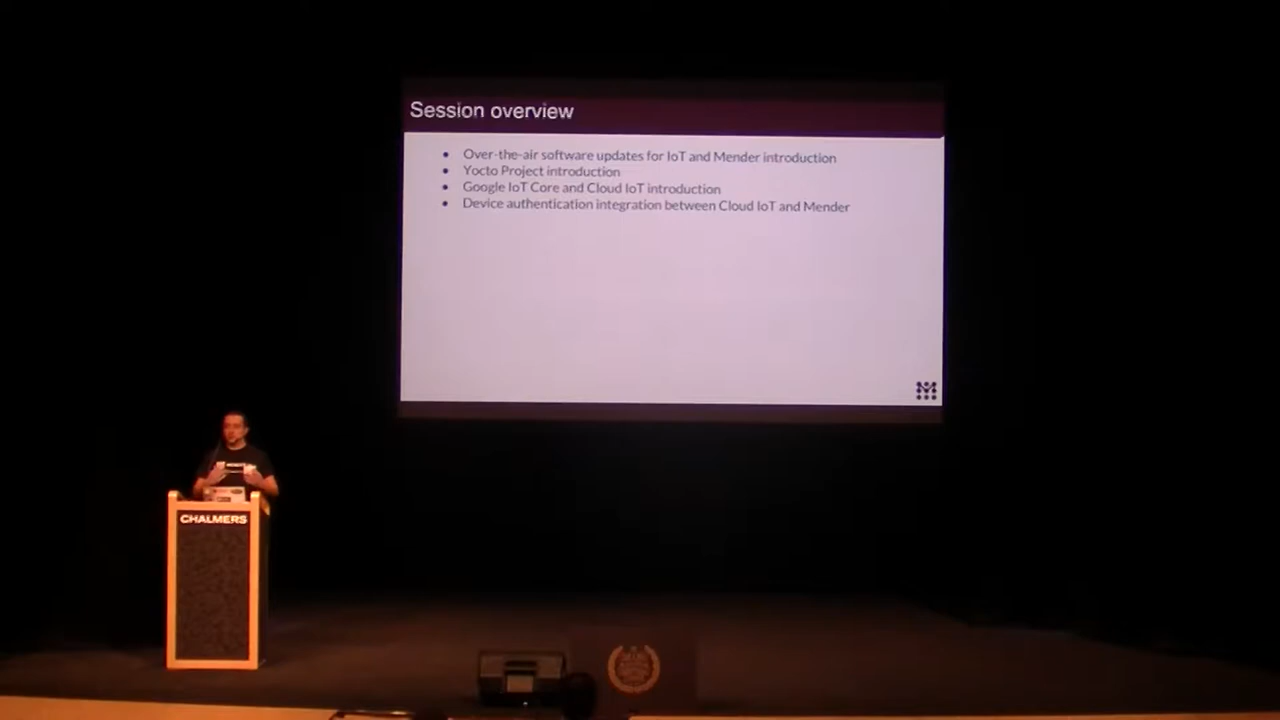 Session overview
Over-the-air software updates for IoT and Mender introduction
Yocto Project introduction
Google IoT Core and Cloud IoT introduction
Device authentication integration between Cloud IoT and Mender
CHALMERS